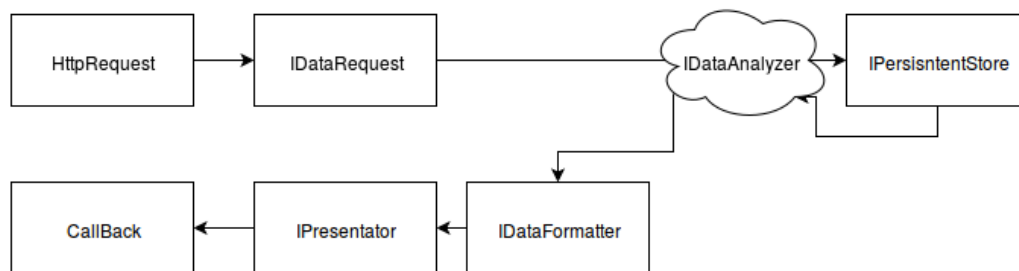 HttpRequest
IDataRequest
IDataAnalyzer
IPersisntentStore
CallBack
IPresentator
IDataFormatter